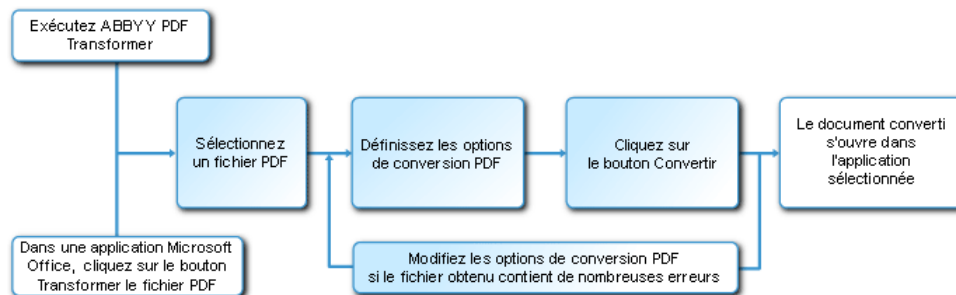 Exécutez ABBYY PDF
Transformer
Sélectionnez
un fichier PDF
Définissez les options
de conversion PDF
Cliquez sur
le bouton Convertir
Le document converti
s'ouvre dans
l'application
sélectionnée
Dans une application Microsoft
Office, cliquez sur le bouton
Transformer le fichier PDF
Modifiez les options de conversion PDF
si le fichier obtenu contient de nombreuses erreurs